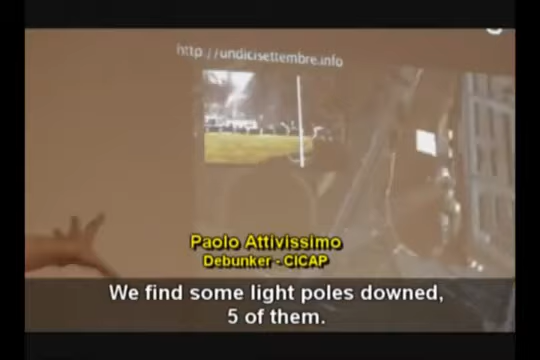 http://undicisettembre.info
Paolo Attivissimo
Debunker - CICAP
We find some light poles downed,
5 of them.